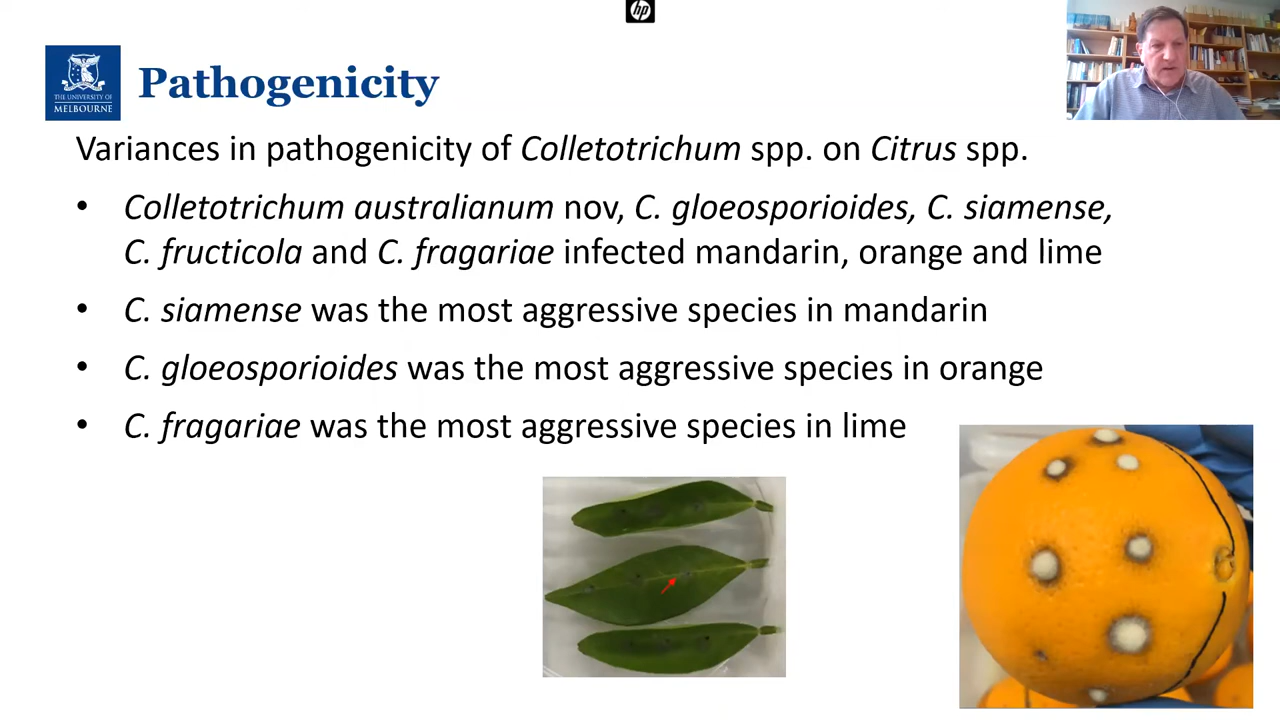 hp
THE UNIVERSITY OF
MELBOURNE
Pathogenicity
Variances in pathogenicity of Colletotrichum spp. on Citrus spp.
• Colletotrichum australianum nov, C. gloeosporioides, C. siamense,
C. fructicola and C. fragariae infected mandarin, orange and lime
• C. siamense was the most aggressive species in mandarin
• C. gloeosporioides was the most aggressive species in orange
• C. fragariae was the most aggressive species in lime